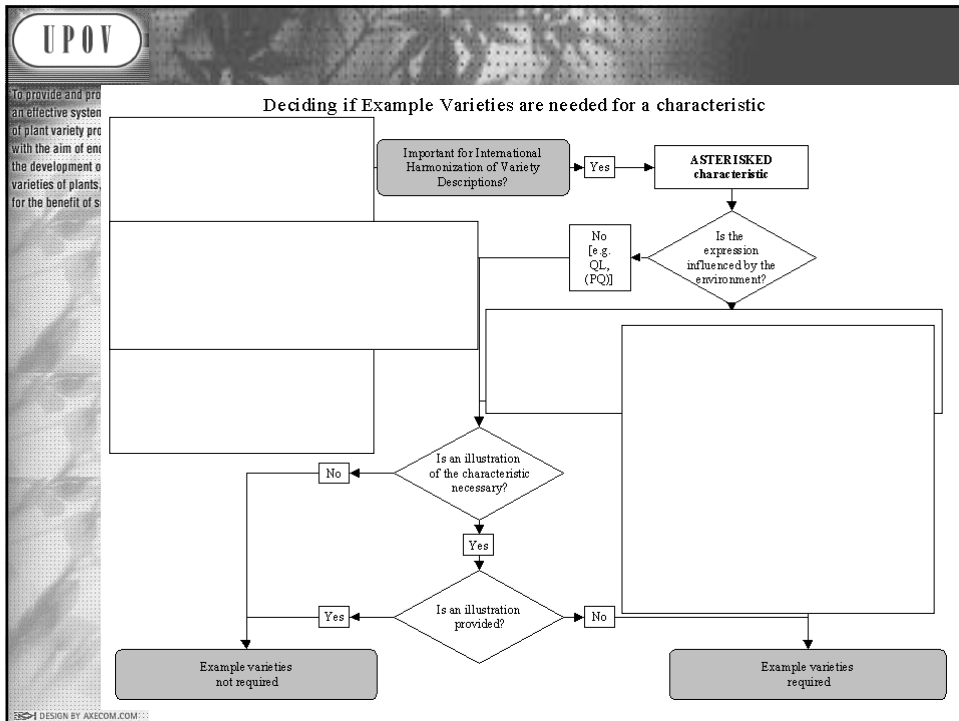 UPOV
To provide and pro
an effective system
of plant variety pro
with the aim of enc
the development o
varieties of plants,
for the benefit of s
Deciding if Example Varieties are needed for a characteristic
Important for International
Harmonization of Variety
Descriptions?
Yes
ASTERISKED
characteristic
Is the
expression
influenced by the
environment?
No
[e.g.
QL,
(PQ)]
Is an illustration
of the characteristic
necessary?
No
Yes
Is an illustration
provided?
Yes
No
Example varieties
not required
Example varieties
required
DESIGN BY AXECOM.COM